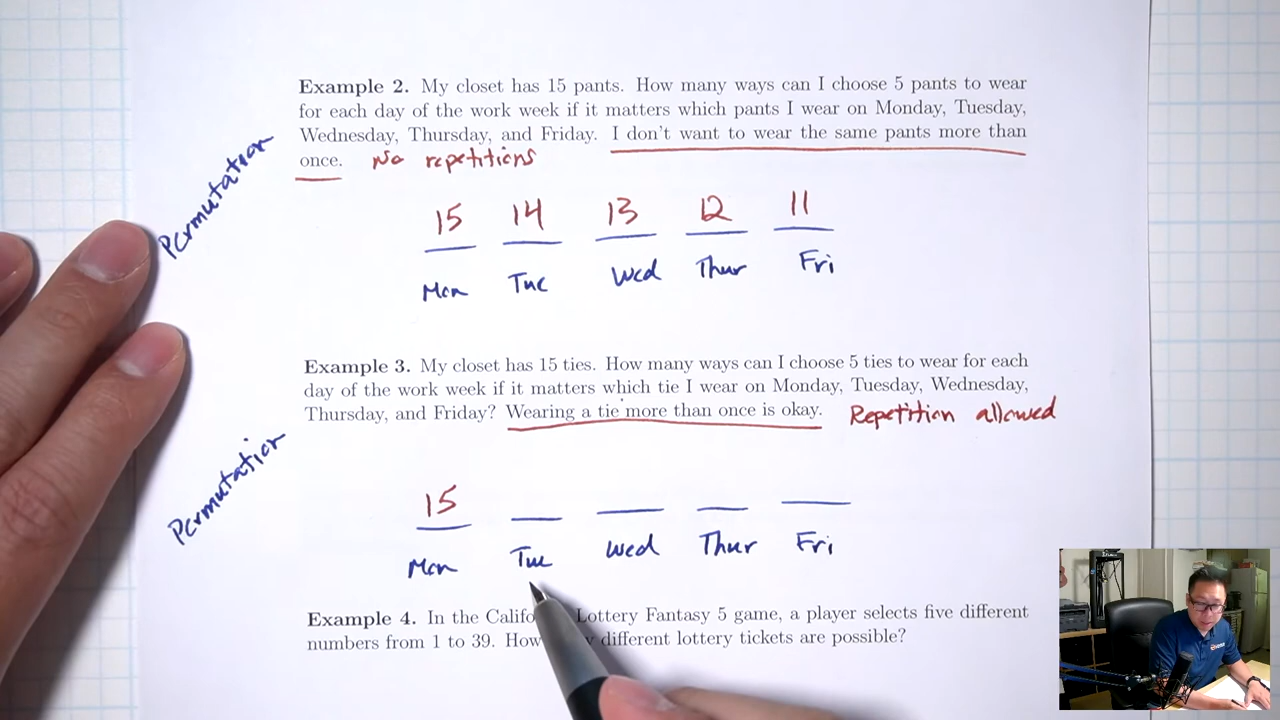 Example 2. My closet has 15 pants. How many ways can I choose 5 pants to wear
for each day of the work week if it matters which pants I wear on Monday, Tuesday,
Wednesday, Thursday, and Friday. I don't want to wear the same pants more than
once. No repetitions
Permutation
15 14 13 12 11
Mon Tue Wed Thur Fri
Example 3. My closet has 15 ties. How many ways can I choose 5 ties to wear for each
day of the work week if it matters which tie I wear on Monday, Tuesday, Wednesday,
Thursday, and Friday? Wearing a tie more than once is okay. Repetition allowed
Permutation
15
Mon Tue Wed Thur Fri
Example 4. In the Lottery Fantasy 5 game, a player selects five different
numbers from 1 to 39. How different lottery tickets are possible?